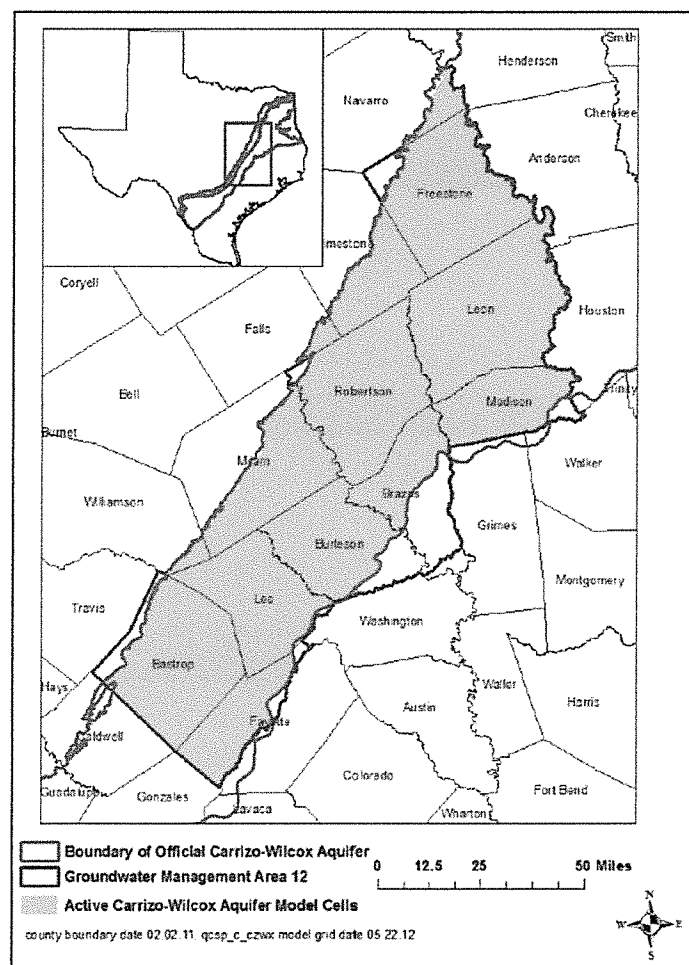 Smith
Henderson
Navarro
Cherokee
Anderson
Freestone
meston
Coryell
Leon
Houston
Falls
Robertson
Bell
Madison
Trinity
Burnet
Milam
Walker
Williamson
Brazos
Grimes
Burleson
Montgomery
Travis
Lee
Washington
Bastrop
Waller
Hays
Harris
Fayette
Austin
aldwell
Colorado
Guadalupe
Gonzales
Fort Bend
Lavaca
Wharton
Boundary of Official Carrizo-Wilcox Aquifer
Groundwater Management Area 12
Active Carrizo-Wilcox Aquifer Model Cells
0 12.5 25 50 Miles
N
W E
S
county boundary date 02.02.11, qcsp_c_czwx model grid date 05.22.12